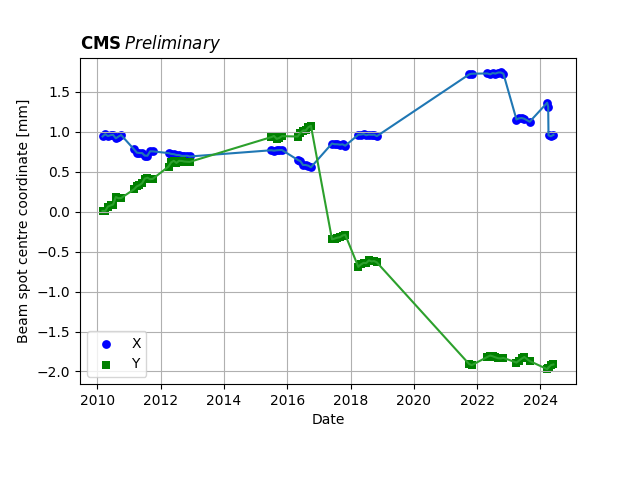 CMS Preliminary
1.5
1.0
0.5
0.0
−0.5
−1.0
−1.5
−2.0
Beam spot centre coordinate [mm]
X
Y
2010 2012 2014 2016 2018 2020 2022 2024
Date